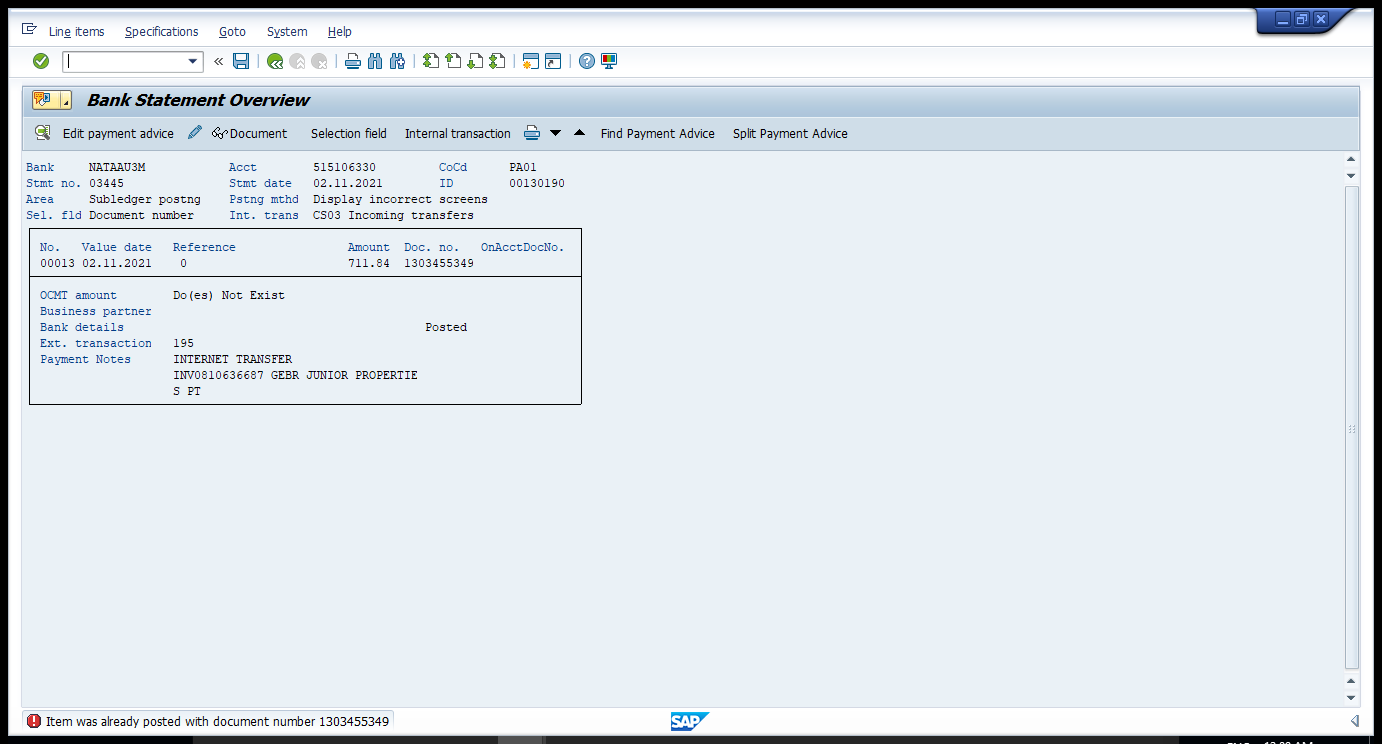 Line items Specifications Goto System Help
Bank Statement Overview
Edit payment advice Document Selection field Internal transaction Find Payment Advice Split Payment Advice
Bank NATAAU3M Acct 515106330 CoCd PA01
Stmt no. 03445 Stmt date 02.11.2021 ID 00130190
Area Subledger postng Pstng mthd Display incorrect screens
Sel. fld Document number Int. trans CS03 Incoming transfers
No. Value date Reference Amount Doc. no. OnAcctDocNo.
00013 02.11.2021 0 711.84 1303455349
OCMT amount Do(es) Not Exist
Business partner
Bank details Posted
Ext. transaction 195
Payment Notes INTERNET TRANSFER
INV0810636687 GEBR JUNIOR PROPERTIE
S PT
Item was already posted with document number 1303455349 SAP